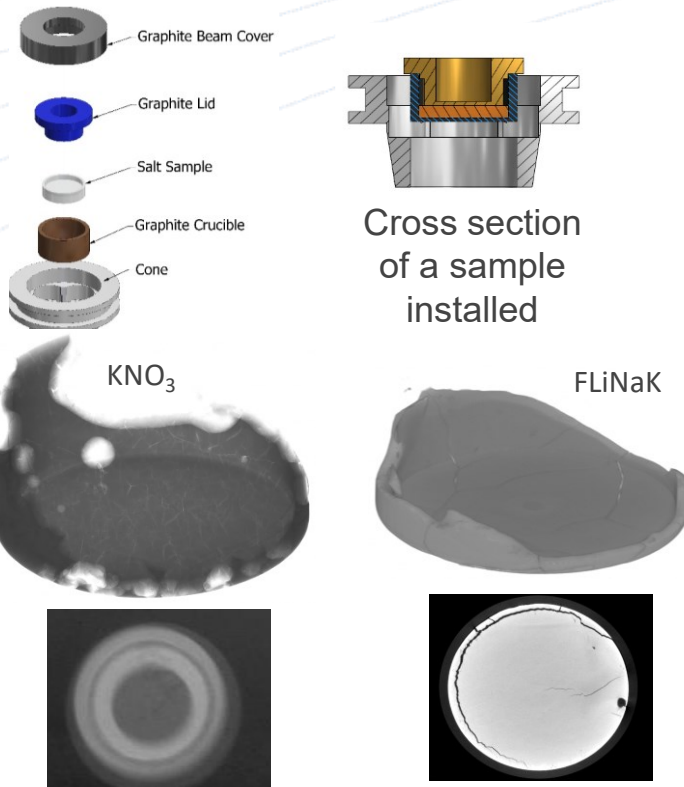 Graphite Beam Cover
Graphite Lid
Salt Sample
Graphite Crucible
Cone
Cross section
of a sample
installed
KNO₃
FLiNaK